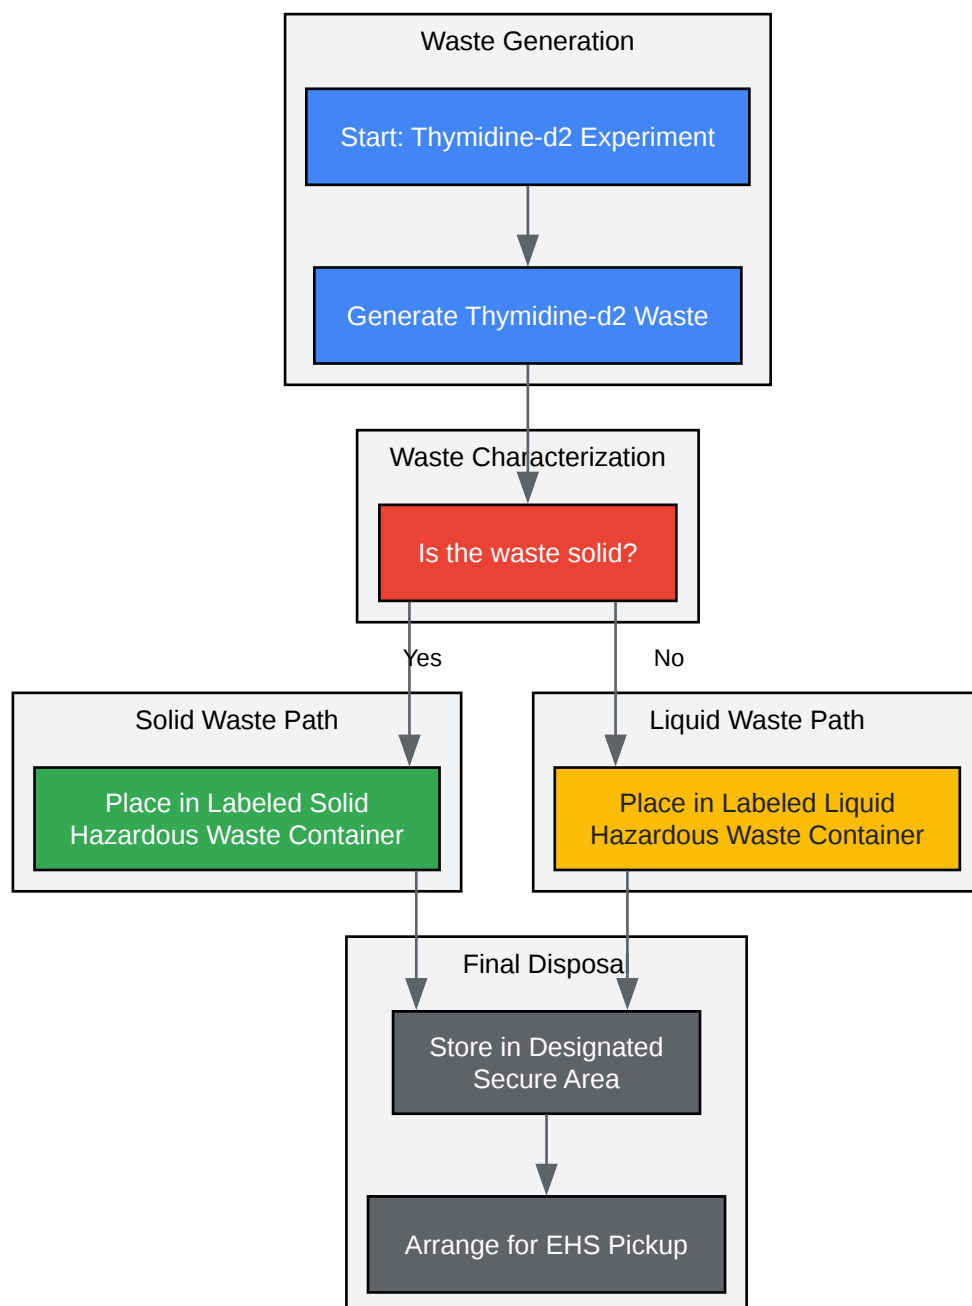 Waste Generation
Start: Thymidine-d2 Experiment
Generate Thymidine-d2 Waste
Waste Characterization
Is the waste solid?
Yes
No
Solid Waste Path
Place in Labeled Solid
Hazardous Waste Container
Liquid Waste Path
Place in Labeled Liquid
Hazardous Waste Container
Final Disposal
Store in Designated
Secure Area
Arrange for EHS Pickup